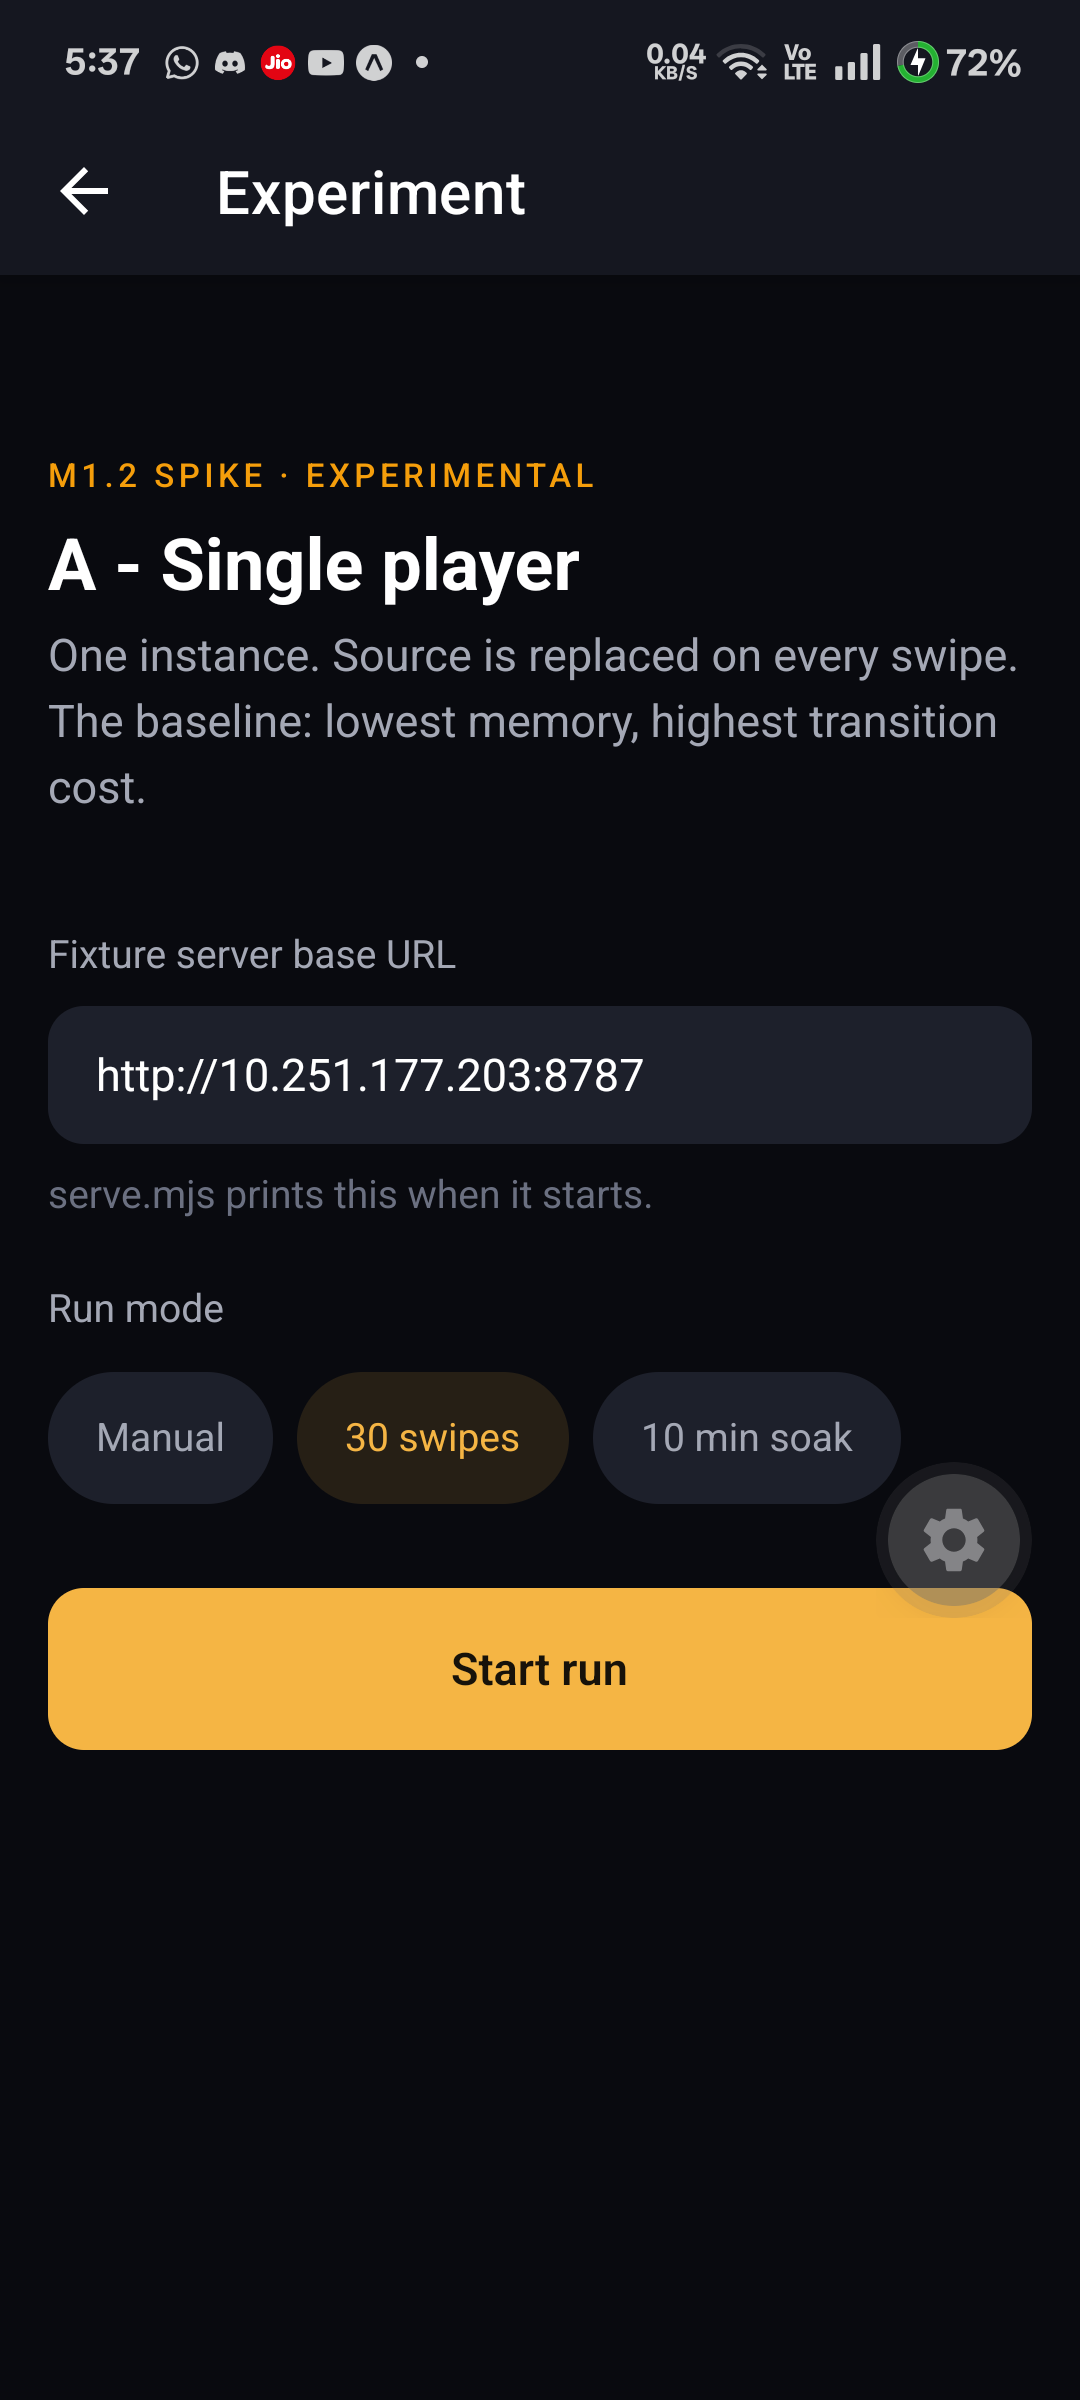 5:37
Jio
0.04
KB/S
Vo
LTE
72%
Experiment
M1.2 SPIKE · EXPERIMENTAL
A - Single player
One instance. Source is replaced on every swipe.
The baseline: lowest memory, highest transition
cost.
Fixture server base URL
http://10.251.177.203:8787
serve.mjs prints this when it starts.
Run mode
Manual
30 swipes
10 min soak
Start run